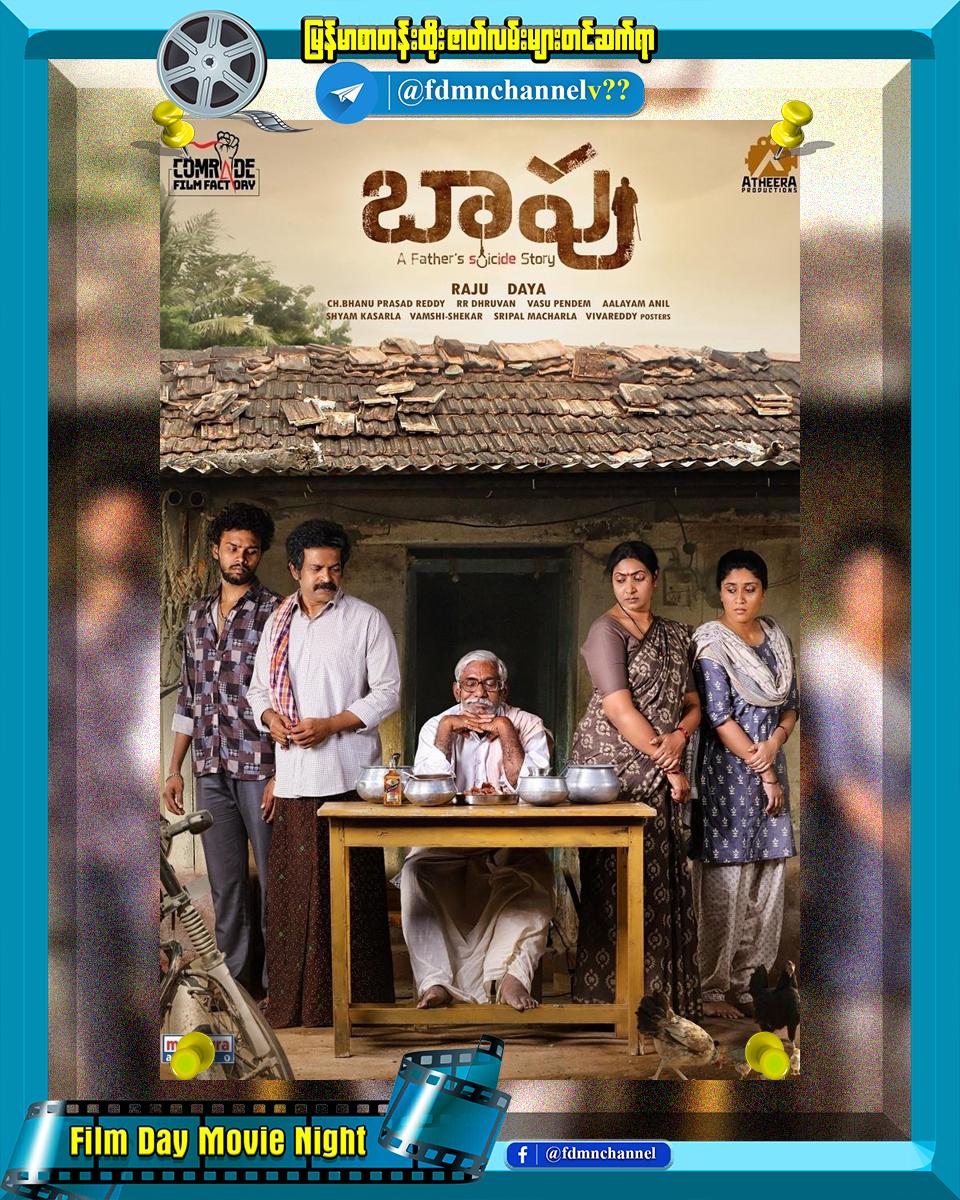 မြန်မာစာတန်းထိုးဇာတ်လမ်းများတင်ဆက်ရာ
@fdmnchannelv??
COMRADE
FILM FACTORY
ATHEERA
PRODUCTIONS
బాపు
A Father's suicide Story
RAJU DAYA
CH.BHANU PRASAD REDDY RR DHRUVAN VASU PENDEM AALAYAM ANIL
SHYAM KASARLA VAMSHI-SHEKAR SRIPAL MACHARLA VIVAREDDY POSTERS
Film Day Movie Night
@fdmnchannel